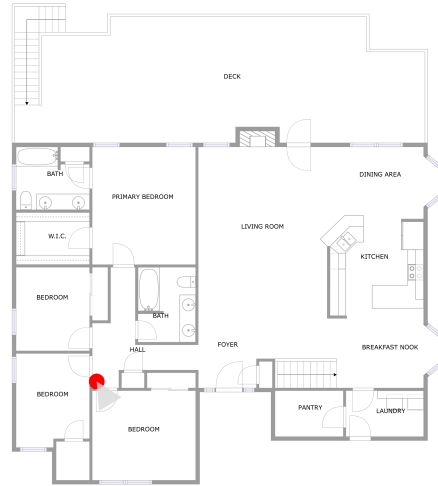 DECK
BATH
DINING AREA
PRIMARY BEDROOM
LIVING ROOM
W.I.C.
KITCHEN
BEDROOM
BATH
FOYER
HALL
BREAKFAST NOOK
BEDROOM
PANTRY
LAUNDRY
BEDROOM